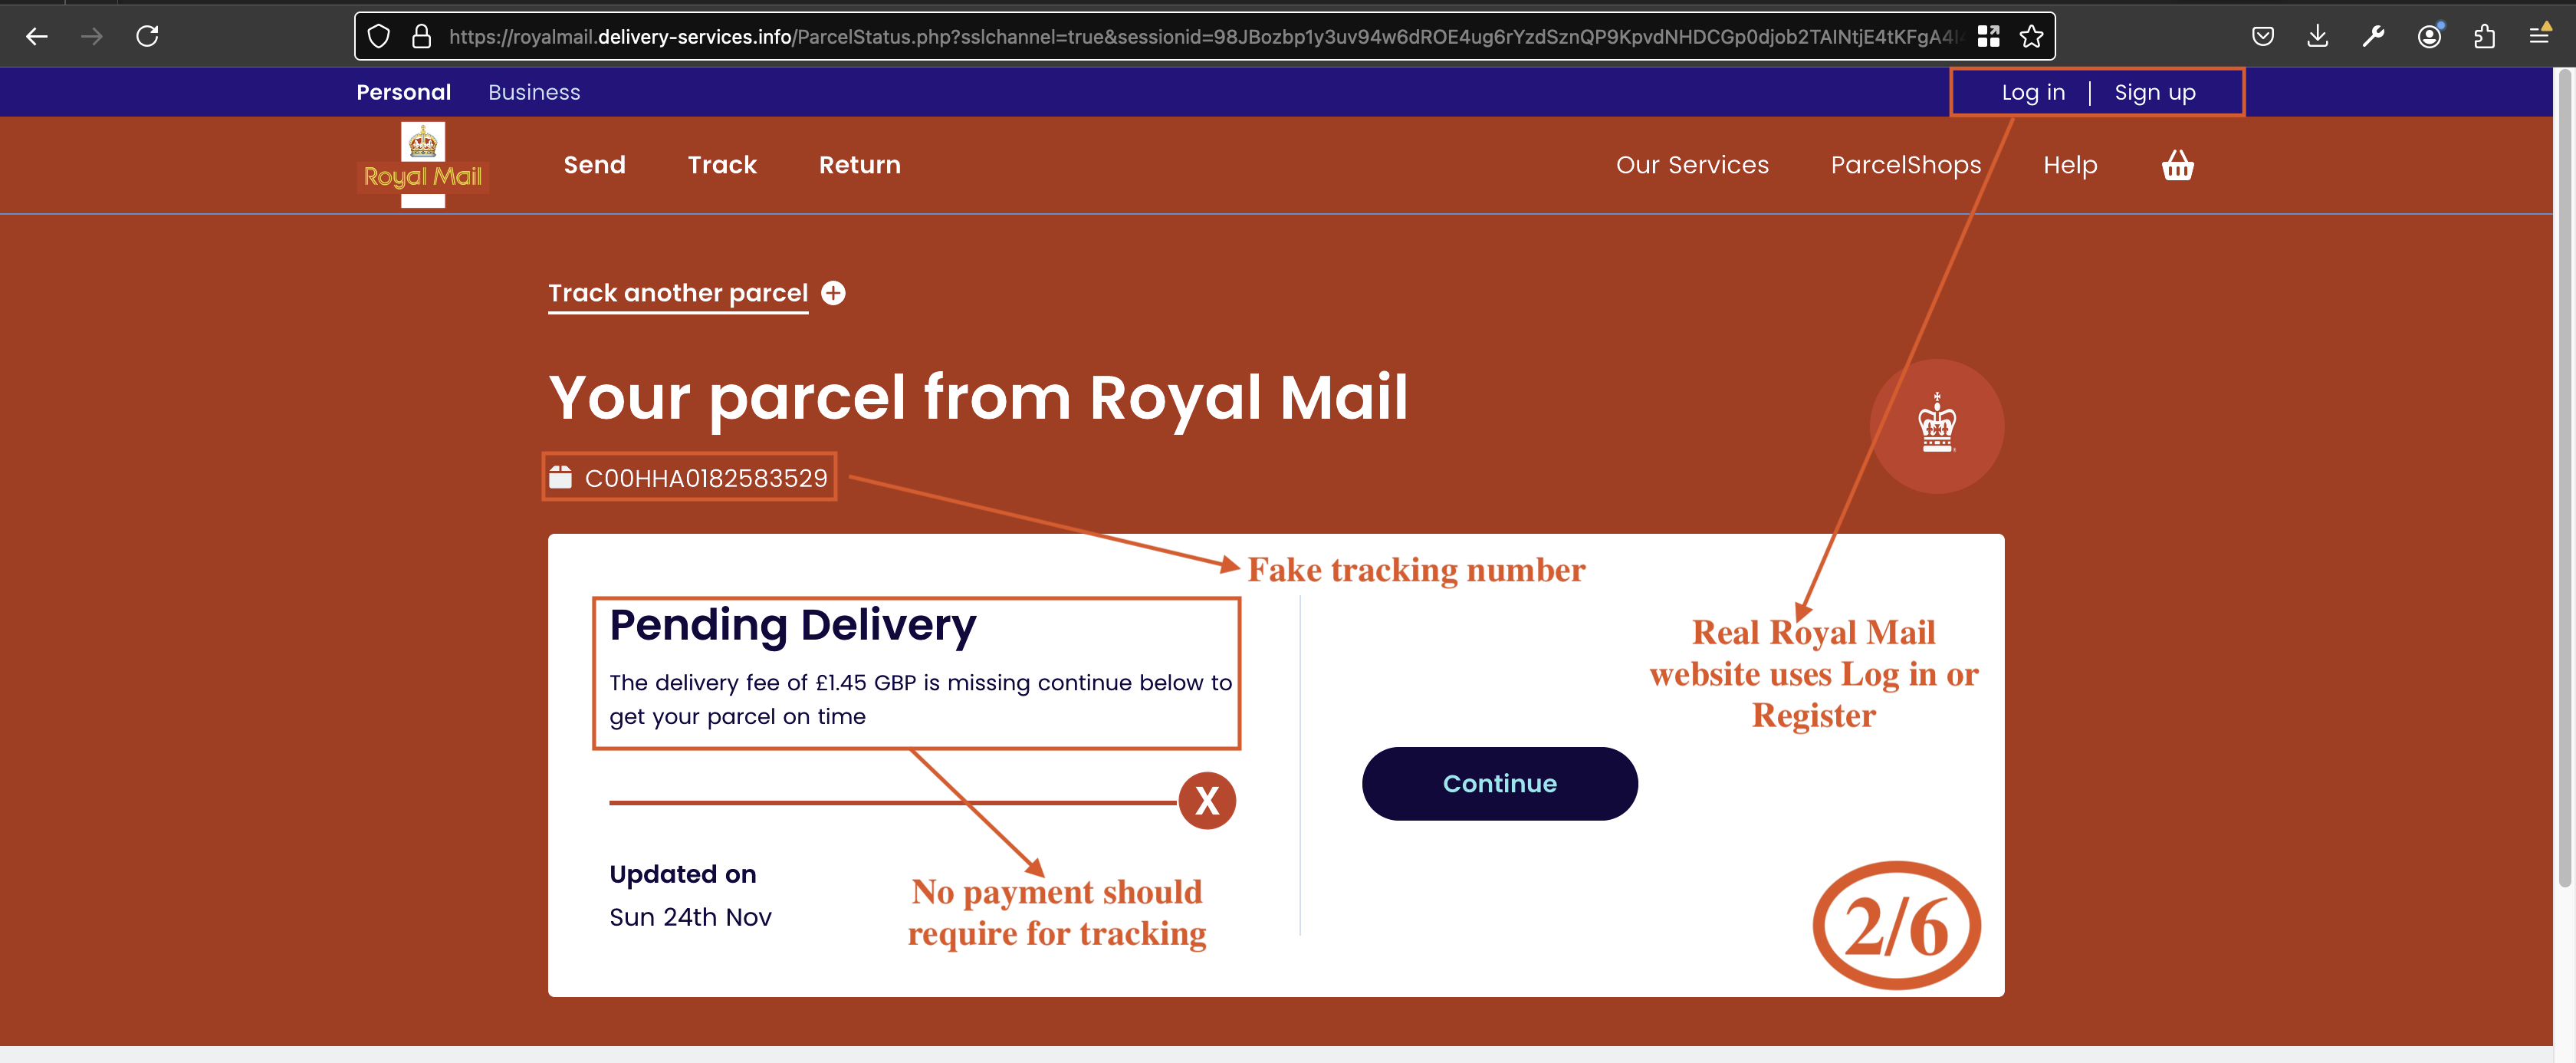 https://royalmail.delivery-services.info/ParcelStatus.php?sslchannel=true&sessionid=98JBozbp1y3uv94w6dROE4ug6rYzdSznQP9KpvdNHDCGp0djob2TAINtjE4tKFgA4
Personal Business Log in | Sign up
Royal Mail Send Track Return Our Services ParcelShops Help
Track another parcel
Your parcel from Royal Mail
C00HHA0182583529
Fake tracking number
Pending Delivery
The delivery fee of £1.45 GBP is missing continue below to
get your parcel on time
Real Royal Mail
website uses Log in or
Register
Continue
X
Updated on
Sun 24th Nov
No payment should
require for tracking
2/6